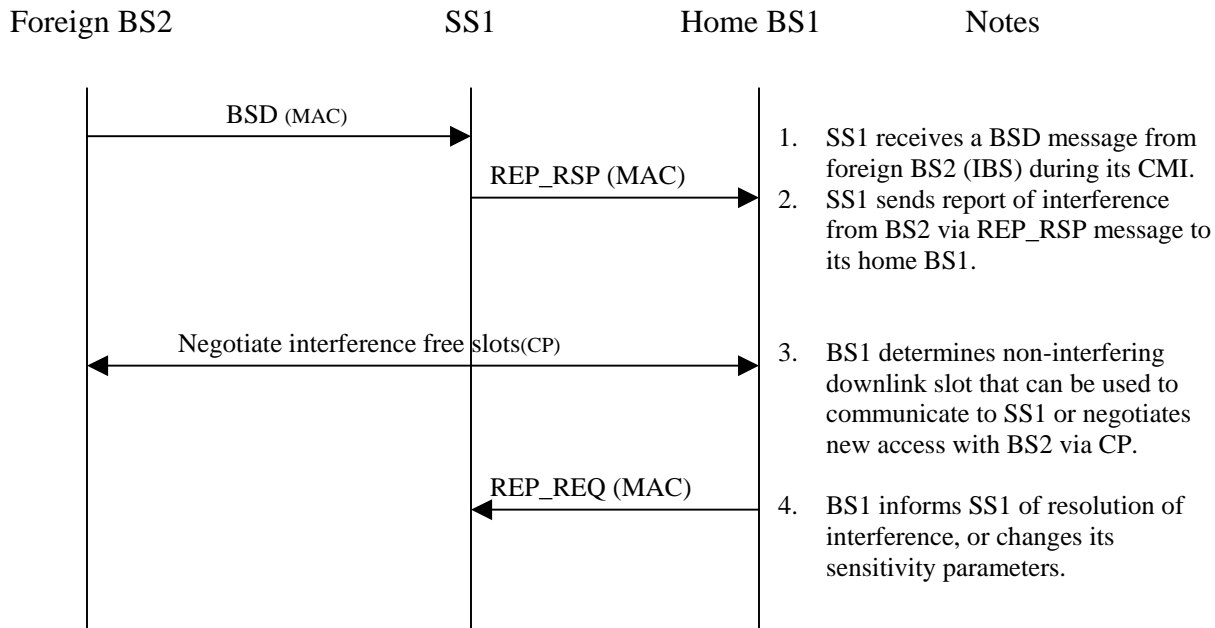 Foreign BS2 SS1 Home BS1 Notes
BSD (MAC)
REP_RSP (MAC)
1. SS1 receives a BSD message from
foreign BS2 (IBS) during its CMI.
2. SS1 sends report of interference
from BS2 via REP_RSP message to
its home BS1.
Negotiate interference free slots(CP)
3. BS1 determines non-interfering
downlink slot that can be used to
communicate to SS1 or negotiates
new access with BS2 via CP.
REP_REQ (MAC)
4. BS1 informs SS1 of resolution of
interference, or changes its
sensitivity parameters.